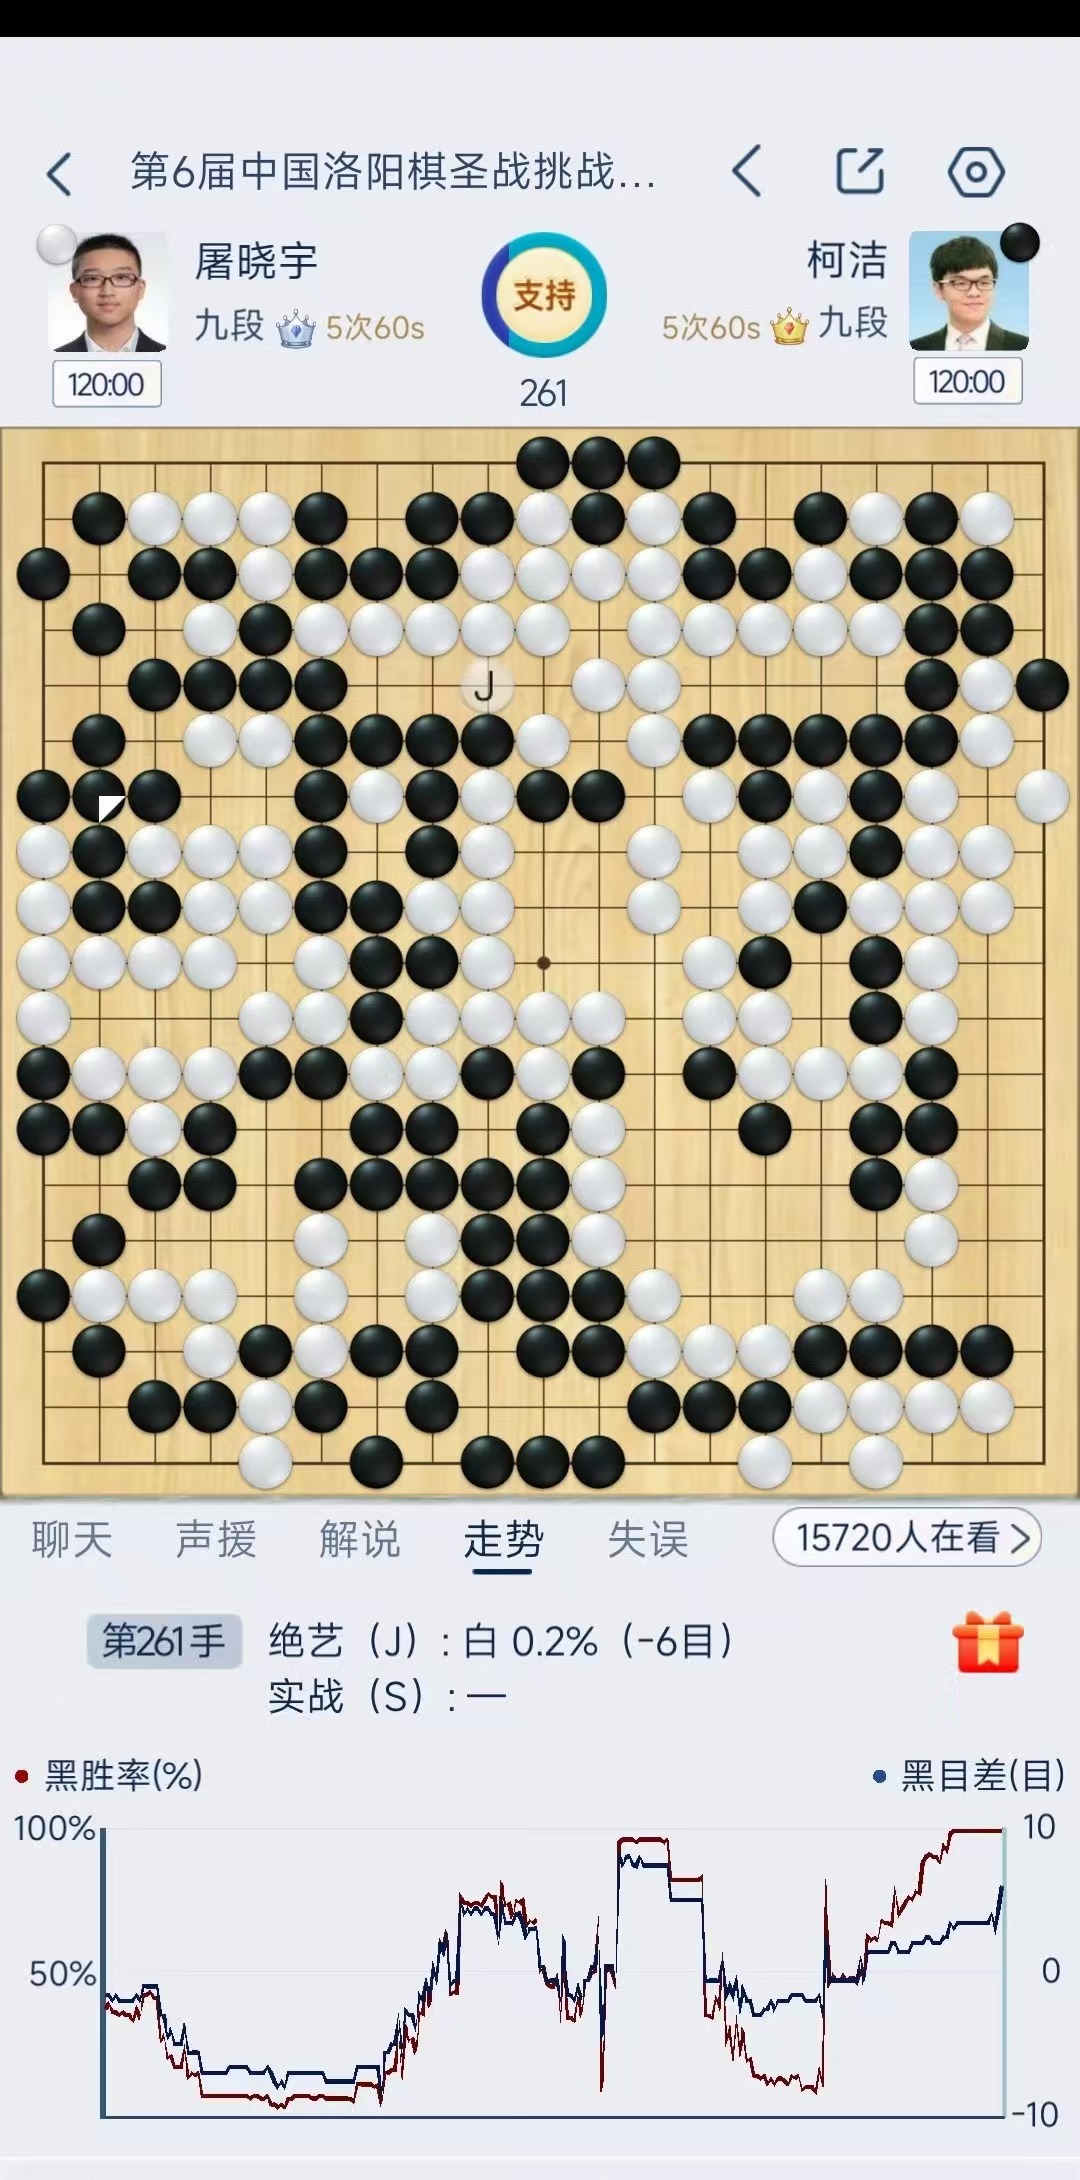 第6届中国洛阳棋圣战挑战...
屠晓宇
九段 5次60s
120:00
支持
261
柯洁
5次60s 九段
120:00
J
聊天 声援 解说 走势 失误 15720人在看
第261手 绝艺（J）: 白 0.2%（-6目）
实战（S）: —
黑胜率(%) 黑目差(目)
100% 10
50% 0
-10